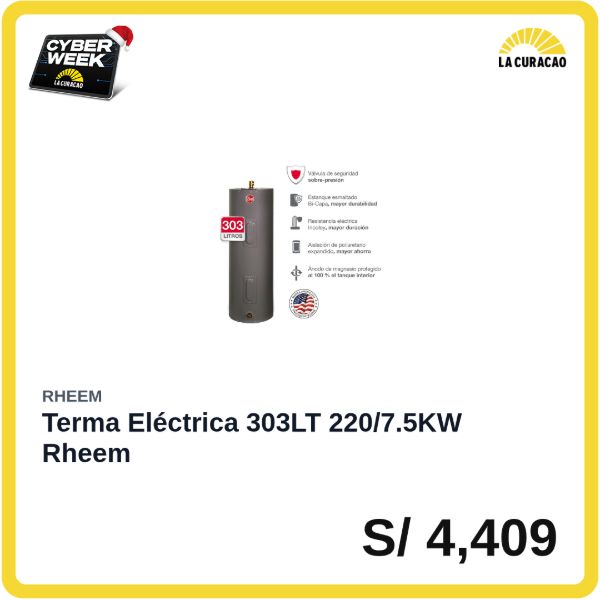 CYBER
WEEK
LA CURACAO
LA CURACAO
Válvula de seguridad
sobre-presión
Rheem
303
LITROS
Estanque esmaltado
Bi-Capa, mayor durabilidad
Resistencia eléctrica
Incoloy, mayor duración
Aislación de poliuretano
expandido, mayor ahorro
Ánodo de magnesio protegido
al 100 % el tanque interior
RHEEM
Terma Eléctrica 303LT 220/7.5KW
Rheem
S/ 4,409